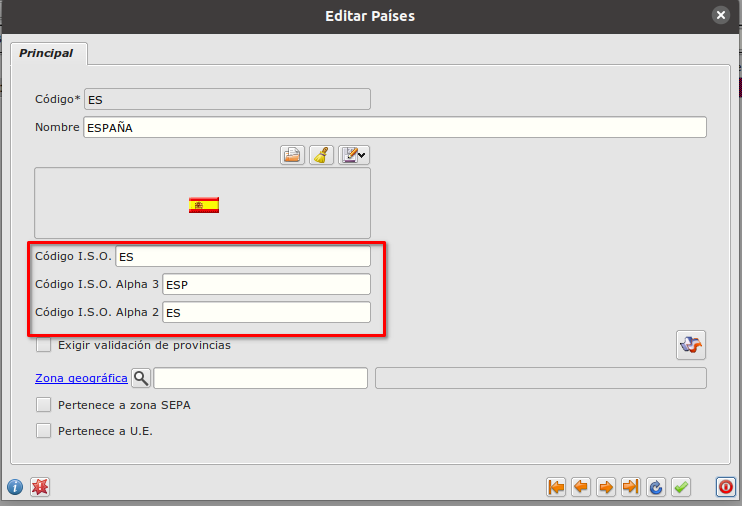 Editar Países
Principal
Código* ES
Nombre ESPAÑA
Código I.S.O. ES
Código I.S.O. Alpha 3 ESP
Código I.S.O. Alpha 2 ES
Exigir validación de provincias
Zona geográfica
Pertenece a zona SEPA
Pertenece a U.E.